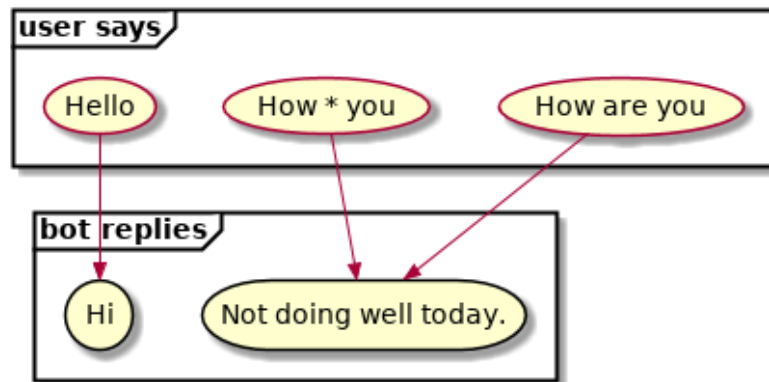 user says
Hello
How * you
How are you
bot replies
Hi
Not doing well today.